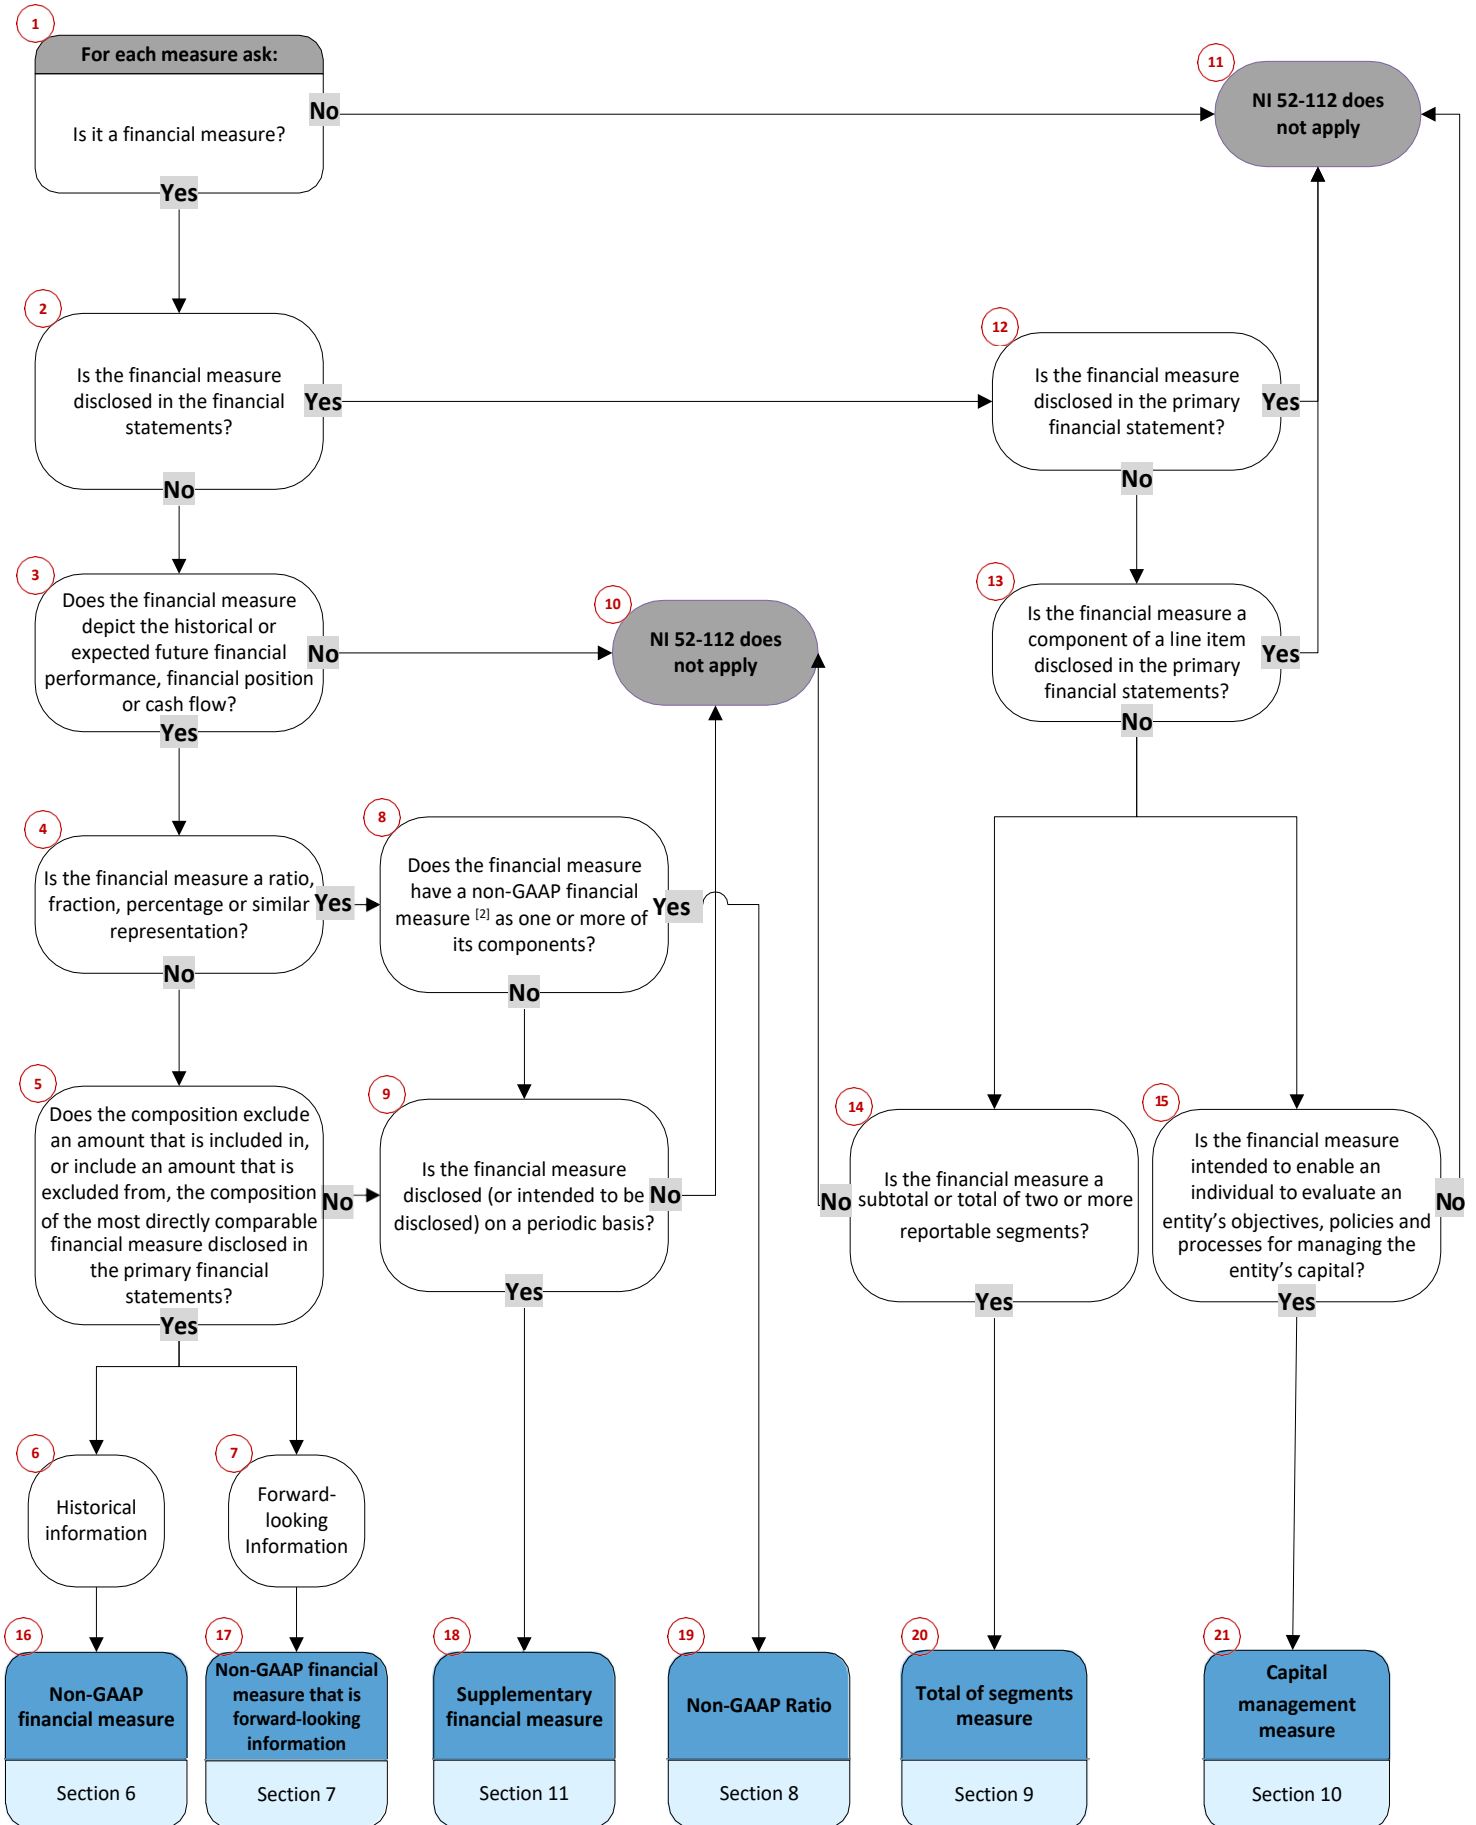 1
For each measure ask:
Is it a financial measure?
No
Yes
11
NI 52-112 does
not apply
2
Is the financial measure
disclosed in the financial
statements?
Yes
No
12
Is the financial measure
disclosed in the primary
financial statement?
Yes
No
3
Does the financial measure
depict the historical or
expected future financial
performance, financial position
or cash flow?
No
Yes
10
NI 52-112 does
not apply
13
Is the financial measure a
component of a line item
disclosed in the primary
financial statements?
Yes
No
4
Is the financial measure a ratio,
fraction, percentage or similar
representation?
Yes
No
8
Does the financial measure
have a non-GAAP financial
measure [2] as one or more of
its components?
Yes
No
5
Does the composition exclude
an amount that is included in,
or include an amount that is
excluded from, the composition
of the most directly comparable
financial measure disclosed in
the primary financial
statements?
No
Yes
9
Is the financial measure
disclosed (or intended to be
disclosed) on a periodic basis?
No
Yes
14
Is the financial measure a
subtotal or total of two or more
reportable segments?
No
Yes
15
Is the financial measure
intended to enable an
individual to evaluate an
entity's objectives, policies and
processes for managing the
entity's capital?
No
Yes
6
Historical
information
7
Forward-
looking
Information
16
Non-GAAP
financial measure
Section 6
17
Non-GAAP financial
measure that is
forward-looking
information
Section 7
18
Supplementary
financial measure
Section 11
19
Non-GAAP Ratio
Section 8
20
Total of segments
measure
Section 9
21
Capital
management
measure
Section 10